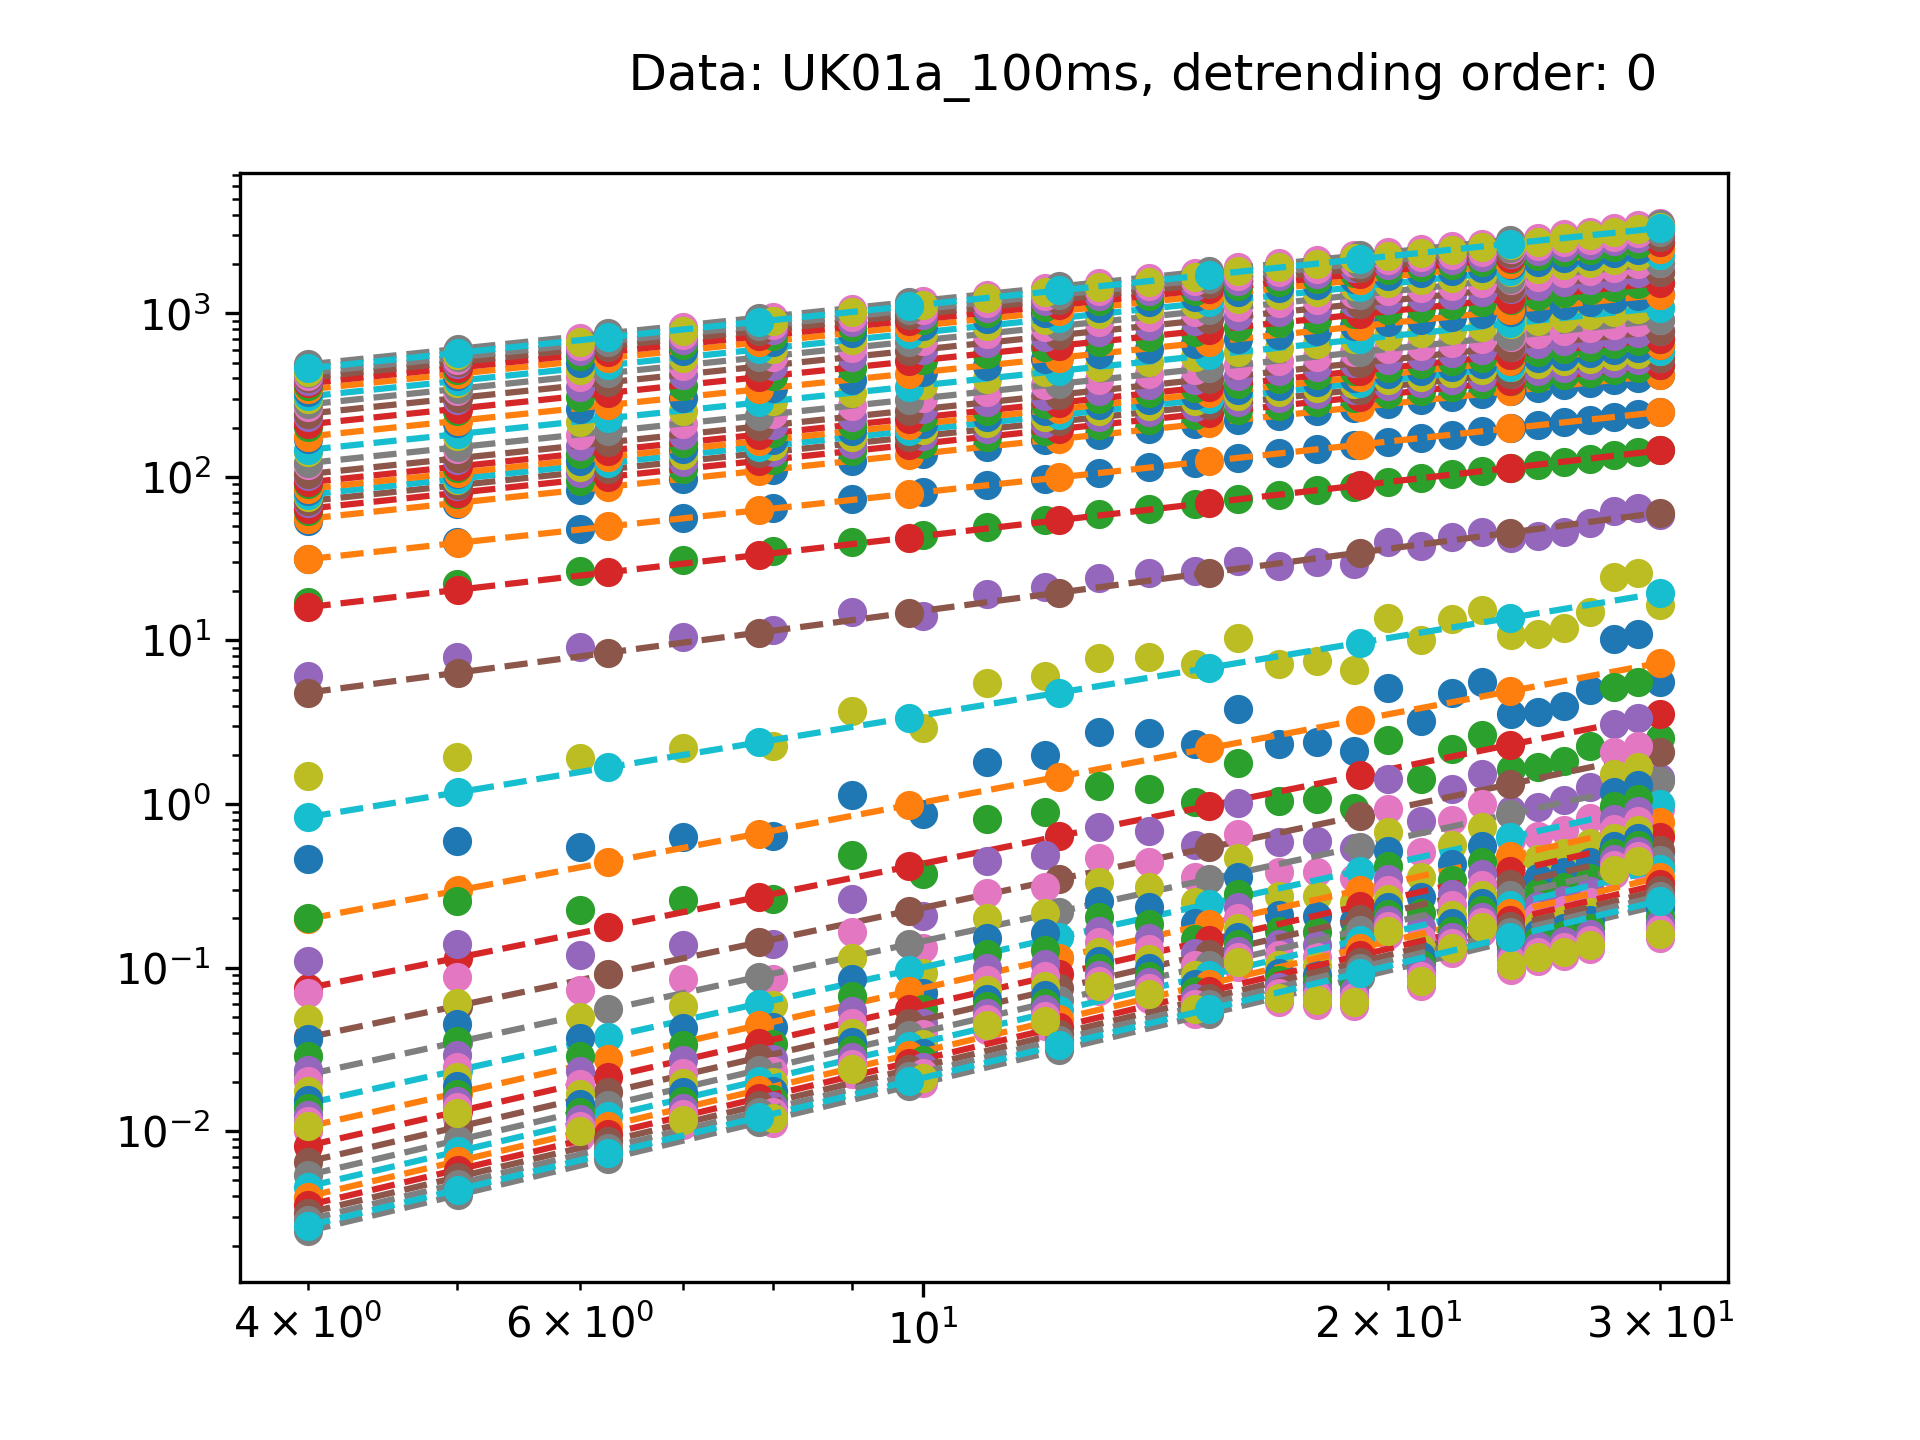 Data: UK01a_100ms, detrending order: 0
10³
10²
10¹
10⁰
10⁻¹
10⁻²
4 × 10⁰
6 × 10⁰
10¹
2 × 10¹
3 × 10¹